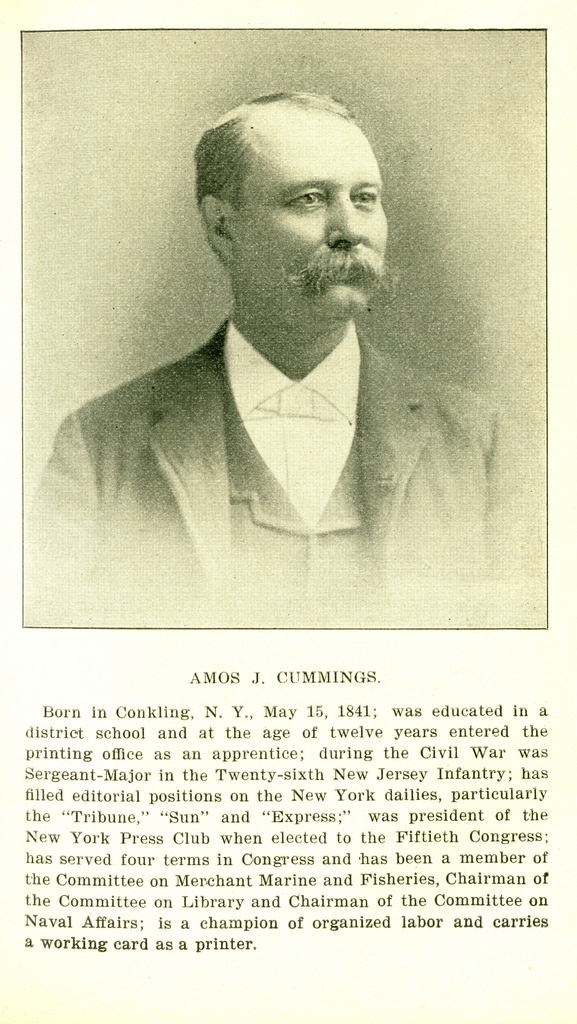 AMOS J. CUMMINGS.
Born in Conkling, N. Y., May 15, 1841; was educated in a
district school and at the age of twelve years entered the
printing office as an apprentice; during the Civil War was
Sergeant-Major in the Twenty-sixth New Jersey Infantry; has
filled editorial positions on the New York dailies, particularly
the "Tribune," "Sun" and "Express;" was president of the
New York Press Club when elected to the Fiftieth Congress;
has served four terms in Congress and has been a member of
the Committee on Merchant Marine and Fisheries, Chairman of
the Committee on Library and Chairman of the Committee on
Naval Affairs; is a champion of organized labor and carries
a working card as a printer.